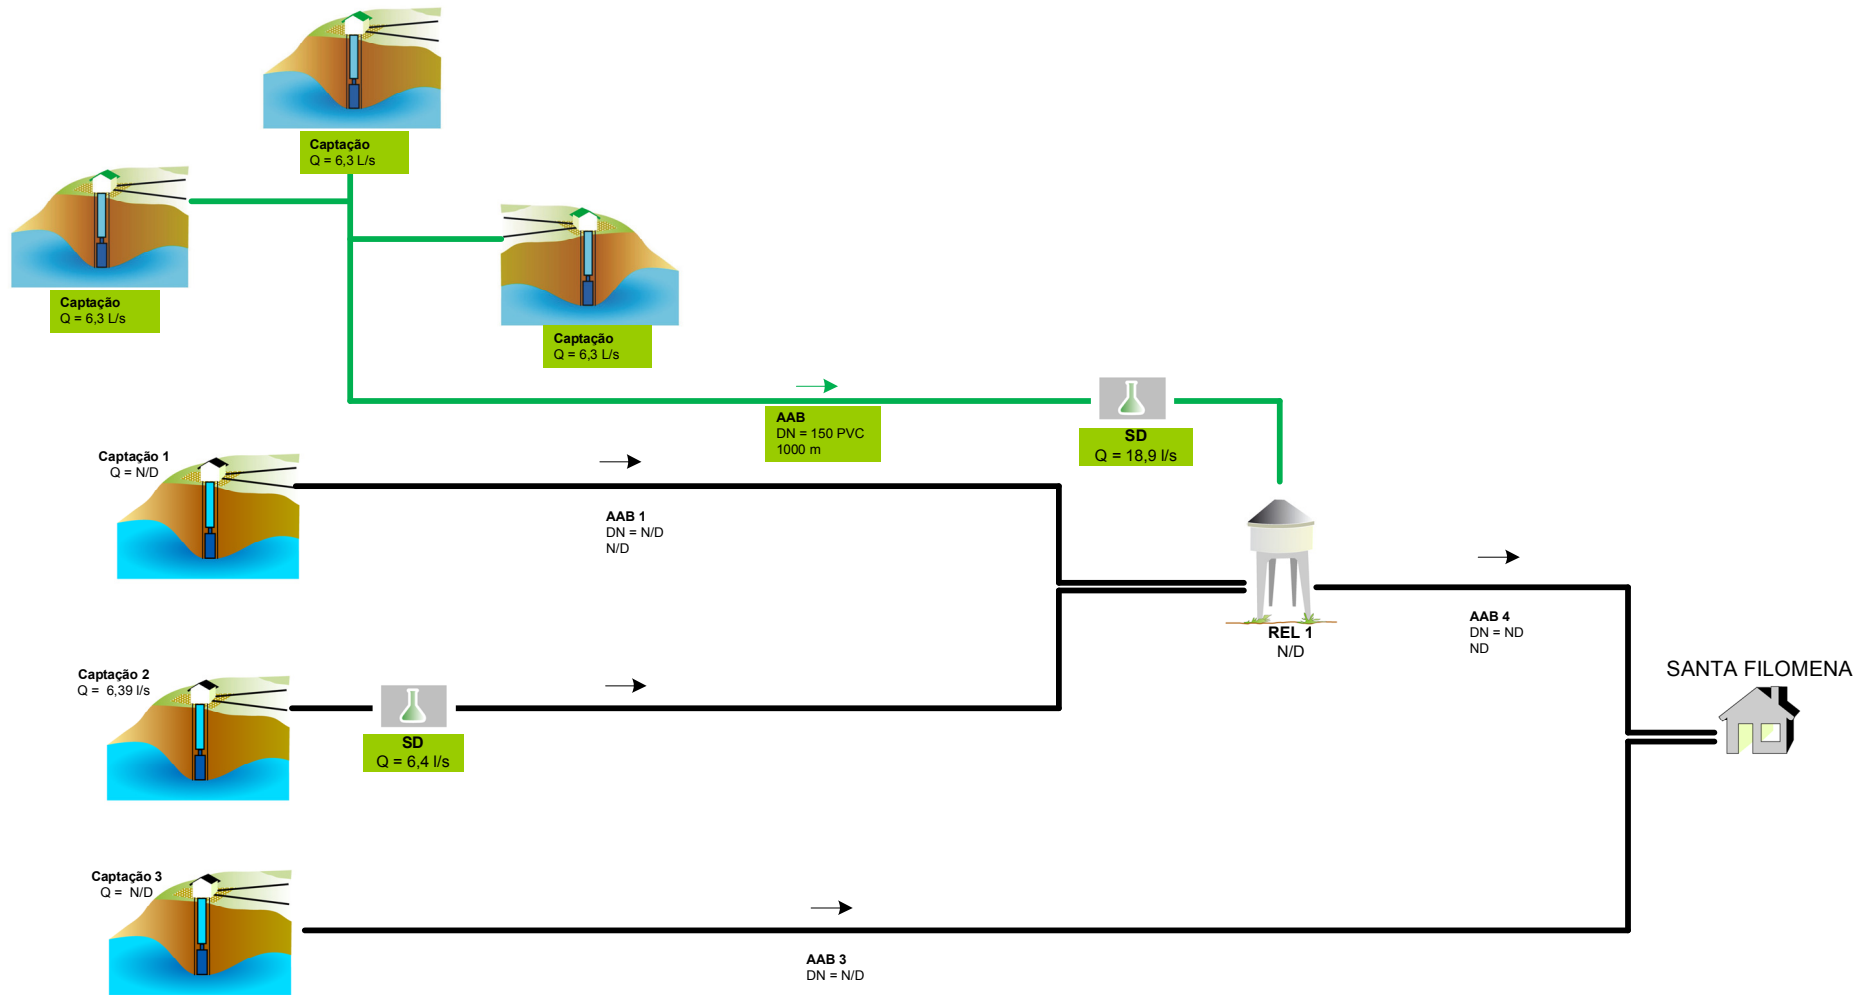 Captação
Q = 6,3 L/s
Captação
Q = 6,3 L/s
Captação
Q = 6,3 L/s
AAB
DN = 150 PVC
1000 m
SD
Q = 18,9 l/s
Captação 1
Q = N/D
AAB 1
DN = N/D
N/D
REL 1
N/D
AAB 4
DN = ND
ND
SANTA FILOMENA
Captação 2
Q =  6,39 l/s
SD
Q = 6,4 l/s
Captação 3
Q =  N/D
AAB 3
DN = N/D